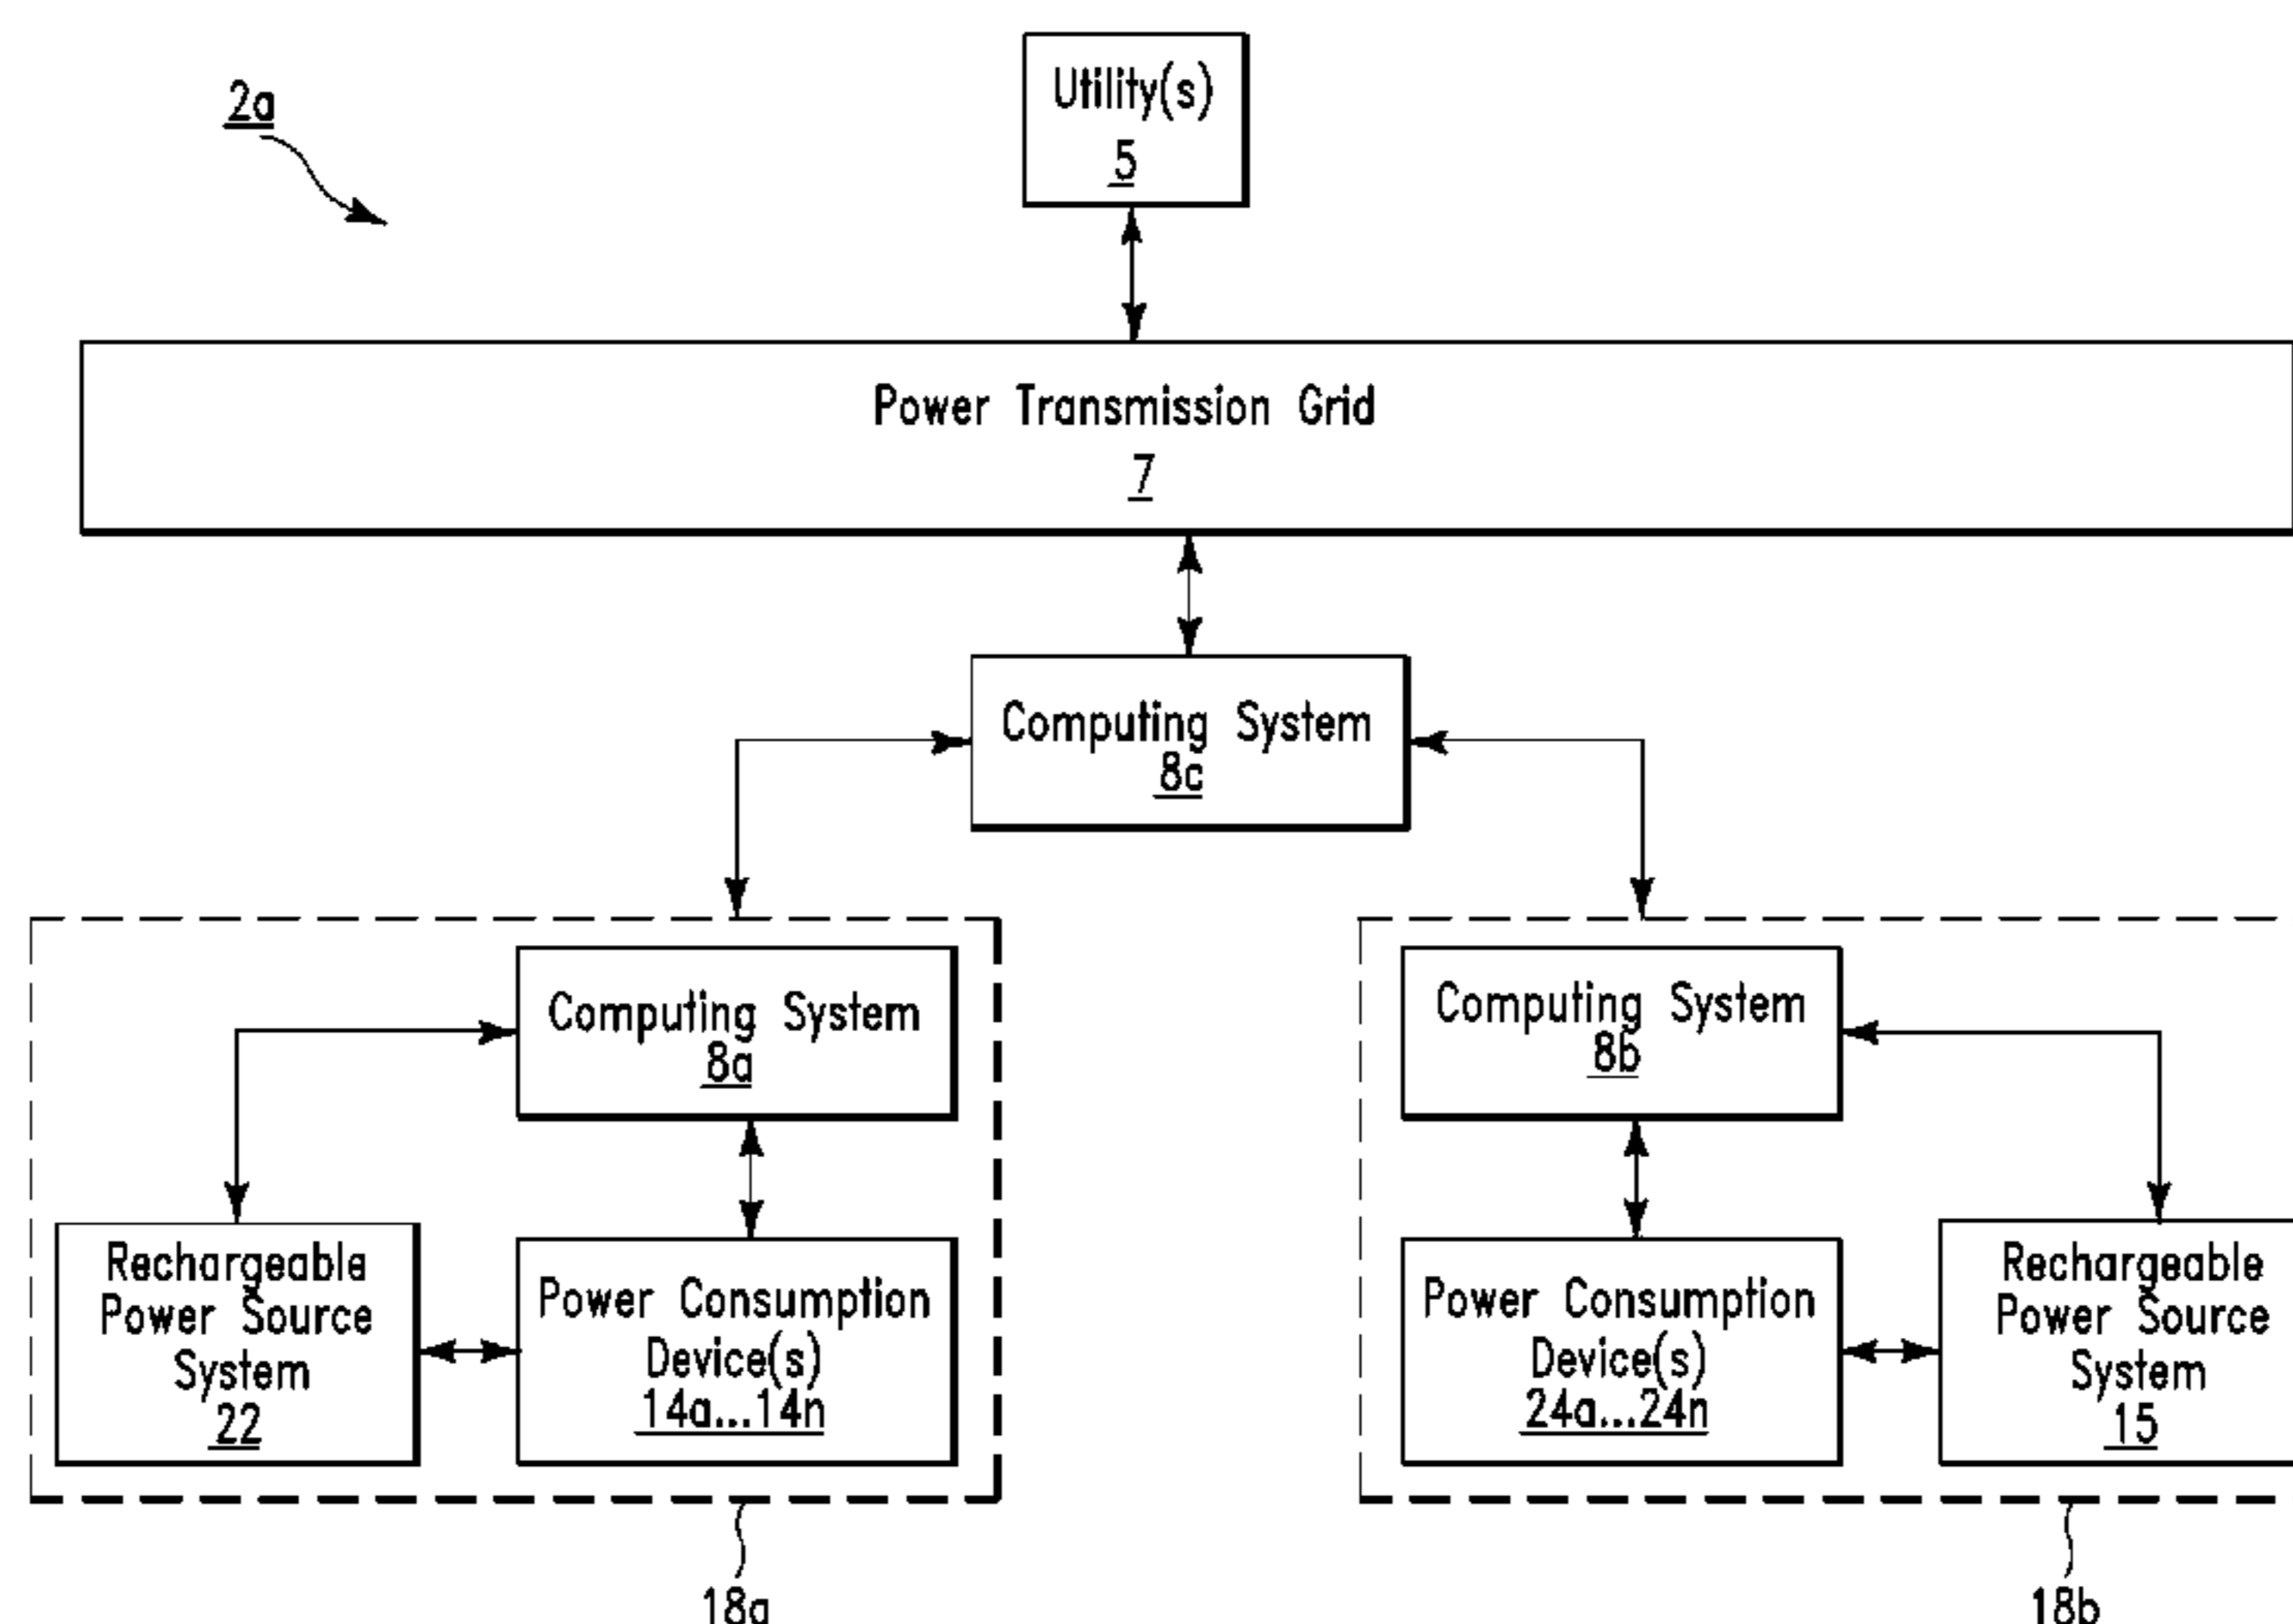 2a
Utility(s)
5
Power Transmission Grid
7
Computing System
8c
Computing System
8a
Rechargeable
Power Source
System
22
Power Consumption
Device(s)
14a...14n
18a
Computing System
8b
Power Consumption
Device(s)
24a...24n
Rechargeable
Power Source
System
15
18b